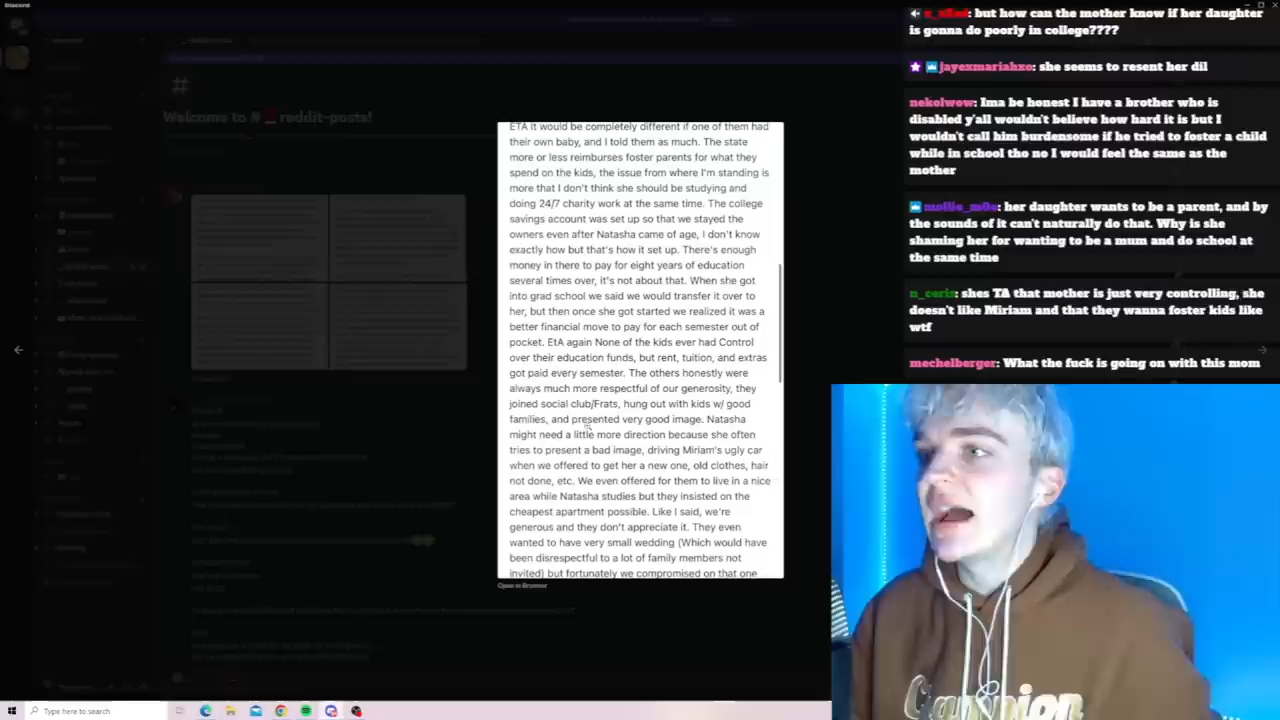 Discord
#
Welcome to #
reddit-posts!
ETA It would be completely different if one of them had
their own baby, and I told them as much. The state
more or less reimburses foster parents for what they
spend on the kids, the issue from where I'm standing is
more that I don't think she should be studying and
doing 24/7 charity work at the same time. The college
savings account was set up so that we stayed the
owners even after Natasha came of age, I don't know
exactly how but that's how it set up. There's enough
money in there to pay for eight years of education
several times over, it's not about that. When she got
into grad school we said we would transfer it over to
her, but then once she got started we realized it was a
better financial move to pay for each semester out of
pocket. EtA again None of the kids ever had Control
over their education funds, but rent, tuition, and extras
got paid every semester. The others honestly were
always much more respectful of our generosity, they
joined social club/Frats, hung out with kids w/ good
families, and presented very good image. Natasha
might need a little more direction because she often
tries to present a bad image, driving Miriam's ugly car
when we offered to get her a new one, old clothes, hair
not done, etc. We even offered for them to live in a nice
area while Natasha studies but they insisted on the
cheapest apartment possible. Like I said, we're
generous and they don't appreciate it. They even
wanted to have very small wedding (Which would have
been disrespectful to a lot of family members not
invited) but fortunately we compromised on that one
Open in Browser
but how can the mother know if her daughter
is gonna do poorly in college????
jayexmariahxo: she seems to resent her dil
nekolwow: Ima be honest I have a brother who is
disabled y'all wouldn't believe how hard it is but I
wouldn't call him burdensome if he tried to foster a child
while in school tho no I would feel the same as the
mother
mollie_m0o: her daughter wants to be a parent, and by
the sounds of it can't naturally do that. Why is she
shaming her for wanting to be a mum and do school at
the same time
n_ceris: shes TA that mother is just very controlling, she
doesn't like Miriam and that they wanna foster kids like
wtf
mechelberger: What the fuck is going on with this mom
Champion
Type here to search